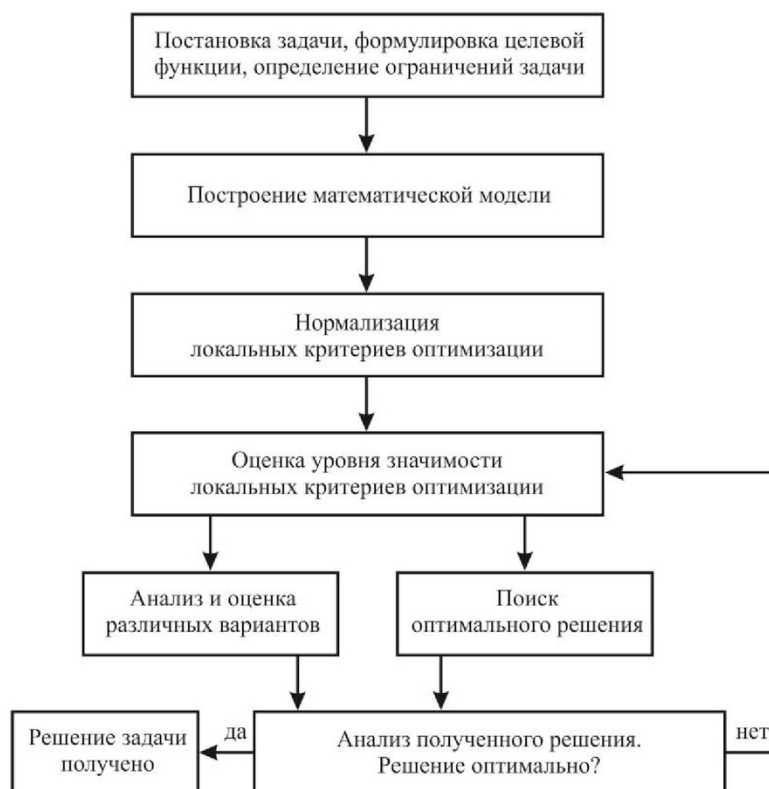 Постановка задачи, формулировка целевой
функции, определение ограничений задачи
Построение математической модели
Нормализация
локальных критериев оптимизации
Оценка уровня значимости
локальных критериев оптимизации
Анализ и оценка
различных вариантов
Поиск
оптимального решения
Решение задачи
получено
да
Анализ полученного решения.
Решение оптимально?
нет